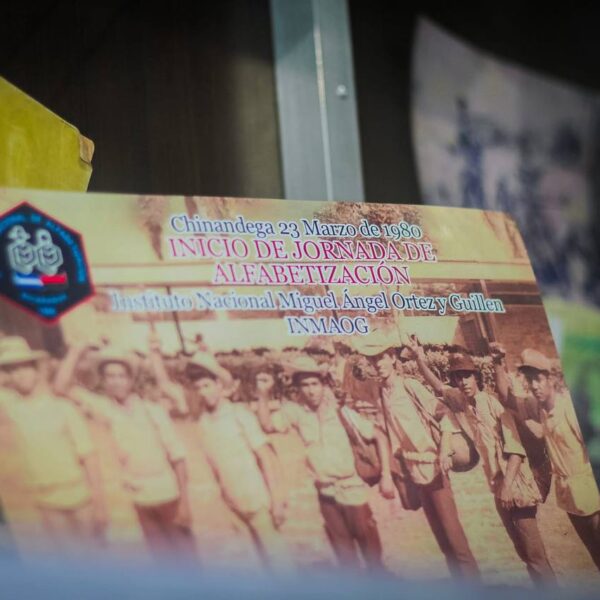 Chinandega 23 Marzo de 1980
INICIO DE JORNADA DE
ALFABETIZACIÓN
Instituto Nacional Miguel Ángel Ortez y Guillen
INMAOG